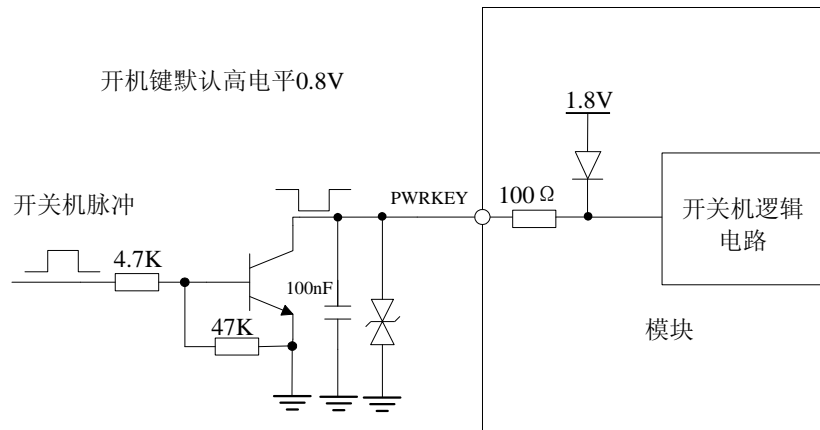 开机键默认高电平0.8V
1.8V
PWRKEY
100 Ω
开关机脉冲
开关机逻辑
电路
4.7K
100nF
47K
模块